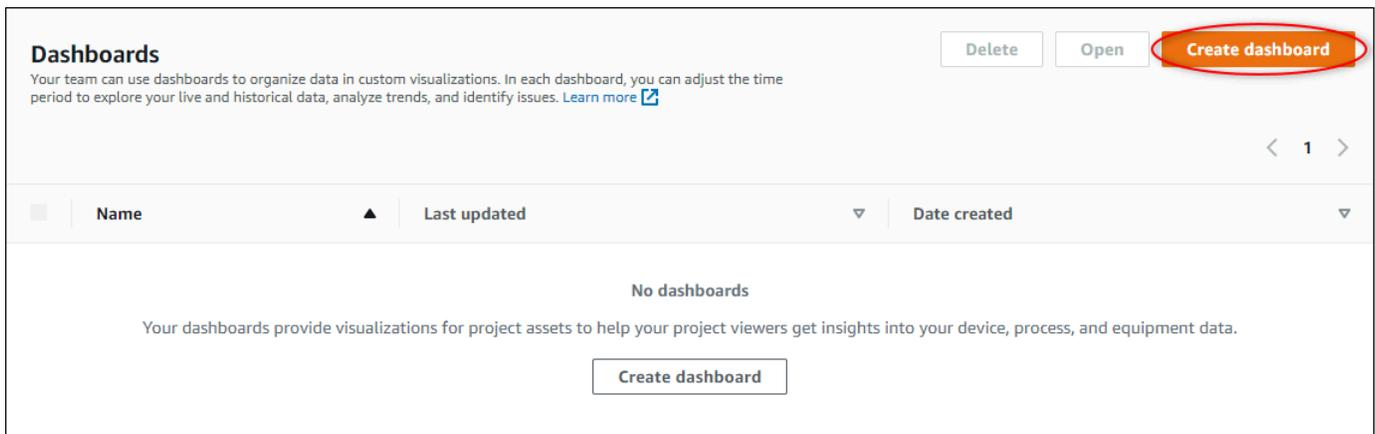 Dashboards
Delete
Open
Create dashboard
Your team can use dashboards to organize data in custom visualizations. In each dashboard, you can adjust the time
period to explore your live and historical data, analyze trends, and identify issues. Learn more
1
Name
Last updated
Date created
No dashboards
Your dashboards provide visualizations for project assets to help your project viewers get insights into your device, process, and equipment data.
Create dashboard